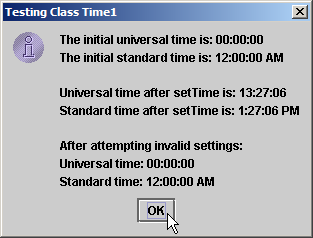 Testing Class Time1
The initial universal time is: 00:00:00
The initial standard time is: 12:00:00 AM
Universal time after setTime is: 13:27:06
Standard time after setTime is: 1:27:06 PM
After attempting invalid settings:
Universal time: 00:00:00
Standard time: 12:00:00 AM
OK